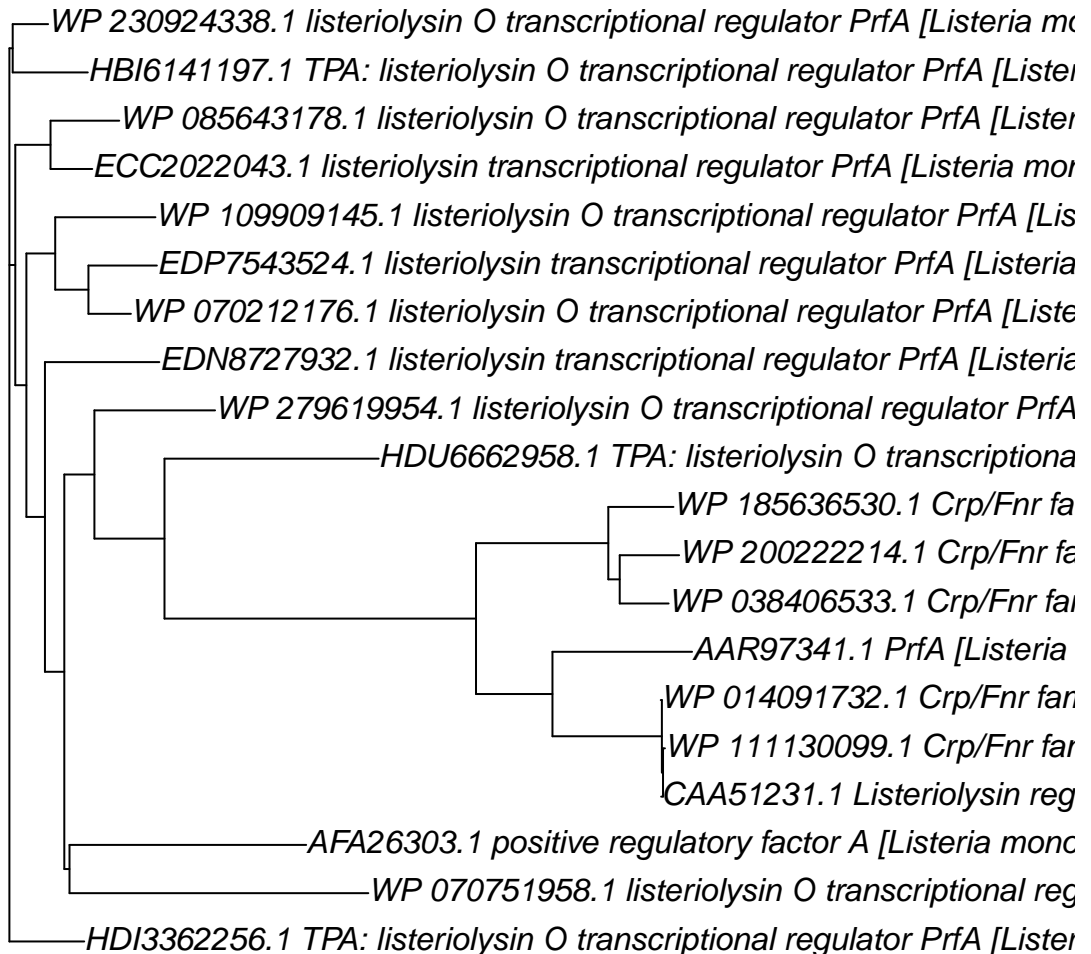 WP 230924338.1 listeriolysin O transcriptional regulator PrfA [Listeria mo
HBI6141197.1 TPA: listeriolysin O transcriptional regulator PrfA [Lister
WP 085643178.1 listeriolysin O transcriptional regulator PrfA [Lister
ECC2022043.1 listeriolysin transcriptional regulator PrfA [Listeria mon
WP 109909145.1 listeriolysin O transcriptional regulator PrfA [Lis
EDP7543524.1 listeriolysin transcriptional regulator PrfA [Listeria
WP 070212176.1 listeriolysin O transcriptional regulator PrfA [Liste
EDN8727932.1 listeriolysin transcriptional regulator PrfA [Listeria
WP 279619954.1 listeriolysin O transcriptional regulator PrfA
HDU6662958.1 TPA: listeriolysin O transcriptiona
WP 185636530.1 Crp/Fnr fa
WP 200222214.1 Crp/Fnr fa
WP 038406533.1 Crp/Fnr fam
AAR97341.1 PrfA [Listeria
WP 014091732.1 Crp/Fnr fam
WP 111130099.1 Crp/Fnr fam
CAA51231.1 Listeriolysin reg
AFA26303.1 positive regulatory factor A [Listeria mono
WP 070751958.1 listeriolysin O transcriptional reg
HDI3362256.1 TPA: listeriolysin O transcriptional regulator PrfA [Lister